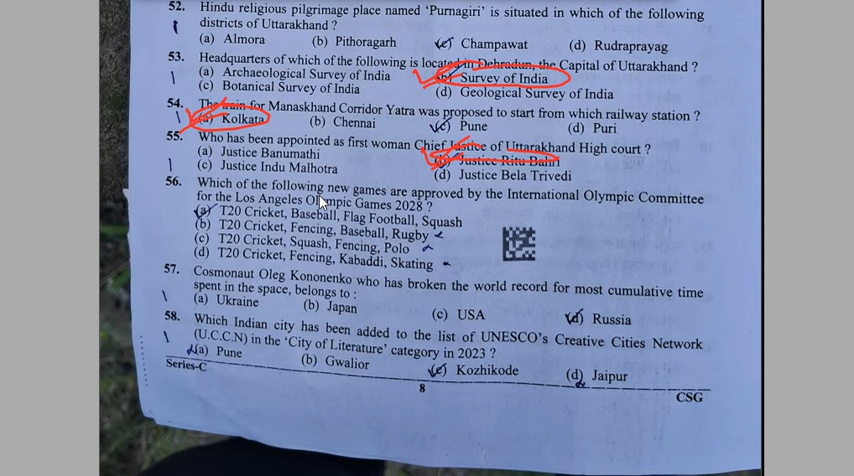 52. Hindu religious pilgrimage place named ‘Purnagiri’ is situated in which of the following
districts of Uttarakhand ?
(a) Almora (b) Pithoragarh (c) Champawat (d) Rudraprayag
53. Headquarters of which of the following is located in Dehradun, the Capital of Uttarakhand ?
(a) Archaeological Survey of India (b) Survey of India
(c) Botanical Survey of India (d) Geological Survey of India
54. The train for Manaskhand Corridor Yatra was proposed to start from which railway station ?
(a) Kolkata (b) Chennai (c) Pune (d) Puri
55. Who has been appointed as first woman Chief Justice of Uttarakhand High court ?
(a) Justice Banumathi (b) Justice Ritu Bahri
(c) Justice Indu Malhotra (d) Justice Bela Trivedi
56. Which of the following new games are approved by the International Olympic Committee
for the Los Angeles Olympic Games 2028 ?
(a) T20 Cricket, Baseball, Flag Football, Squash
(b) T20 Cricket, Fencing, Baseball, Rugby
(c) T20 Cricket, Squash, Fencing, Polo
(d) T20 Cricket, Fencing, Kabaddi, Skating
57. Cosmonaut Oleg Kononenko who has broken the world record for most cumulative time
spent in the space, belongs to :
(a) Ukraine (b) Japan (c) USA (d) Russia
58. Which Indian city has been added to the list of UNESCO’s Creative Cities Network
(U.C.C.N) in the ‘City of Literature’ category in 2023 ?
(a) Pune (b) Gwalior (c) Kozhikode (d) Jaipur
Series-C 8 CSG